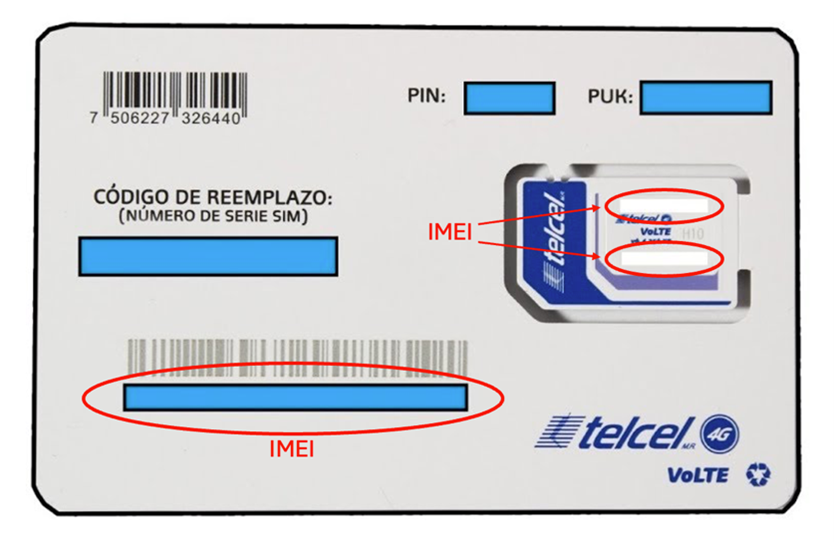 PIN:
PUK:
7 506227 326440
CÓDIGO DE REEMPLAZO:
(NÚMERO DE SERIE SIM)
telcel M.R.
telcel
VoLTE
H10
IMEI
IMEI
telcel M.R. 4G
VoLTE